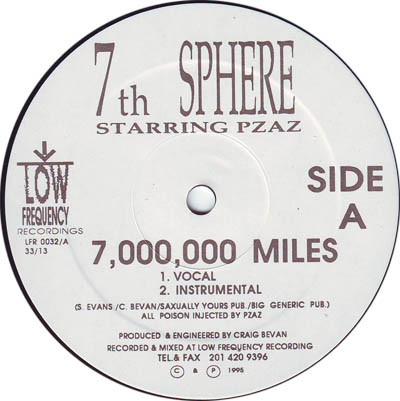 7th SPHERE
STARRING PZAZ
LOW
FREQUENCY
RECORDINGS
LFR 0032/A
33/13
SIDE
A
7,000,000 MILES
1. VOCAL
2. INSTRUMENTAL
(S. EVANS/C. BEVAN/SAXUALLY YOURS PUB./BIG GENERIC PUB.)
ALL POISON INJECTED BY PZAZ
PRODUCED & ENGINEERED BY CRAIG BEVAN
RECORDED & MIXED AT LOW FREQUENCY RECORDING
TEL.& FAX 201 420 9396
© & ℗ 1995